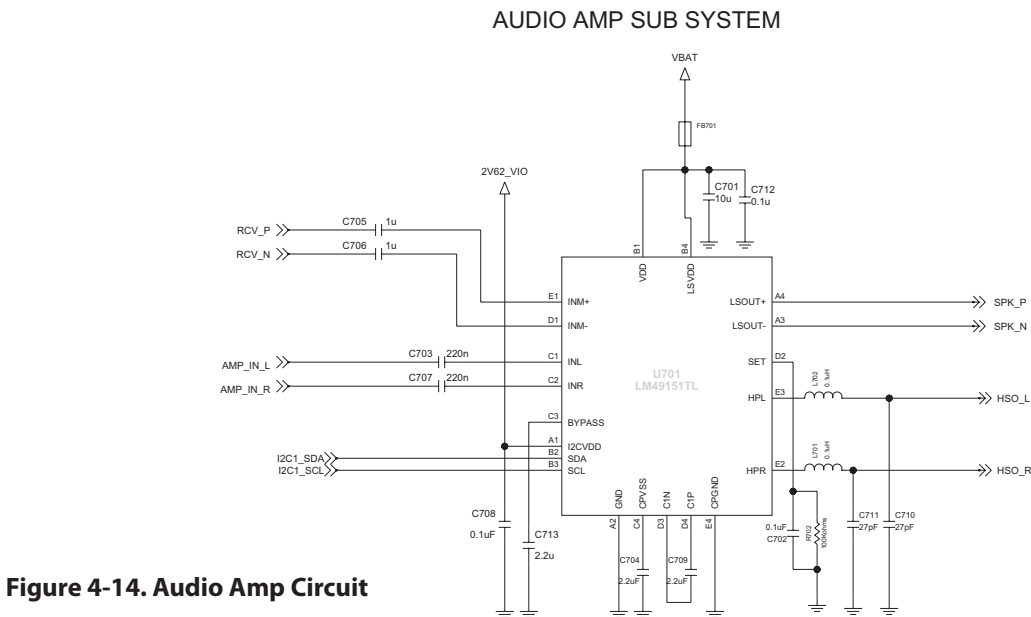 AUDIO AMP SUB SYSTEM
VBAT
FB701
2V62_VIO
C701
10u
C712
0.1u
RCV_P
C705
1u
RCV_N
C706
1u
B1
B4
VDD
LSVDD
E1
INM+
D1
INM-
AMP_IN_L
C703
220n
C1
INL
AMP_IN_R
C707
220n
C2
INR
C3
BYPASS
A1
I2CVDD
I2C1_SDA
B2
SDA
I2C1_SCL
B3
SCL
U701
LM49151TL
LSOUT+
A4
SPK_P
LSOUT-
A3
SPK_N
SET
D2
L702
0.1uH
HPL
E3
HSO_L
L701
0.1uH
HPR
E2
HSO_R
GND
CPVSS
C1N
C1P
CPGND
A2
C4
D3
D4
E4
C708
0.1uF
C713
2.2u
C704
2.2uF
C709
2.2uF
0.1uF
C702
R702
100Kohms
C711
27pF
C710
27pF
Figure 4-14. Audio Amp Circuit